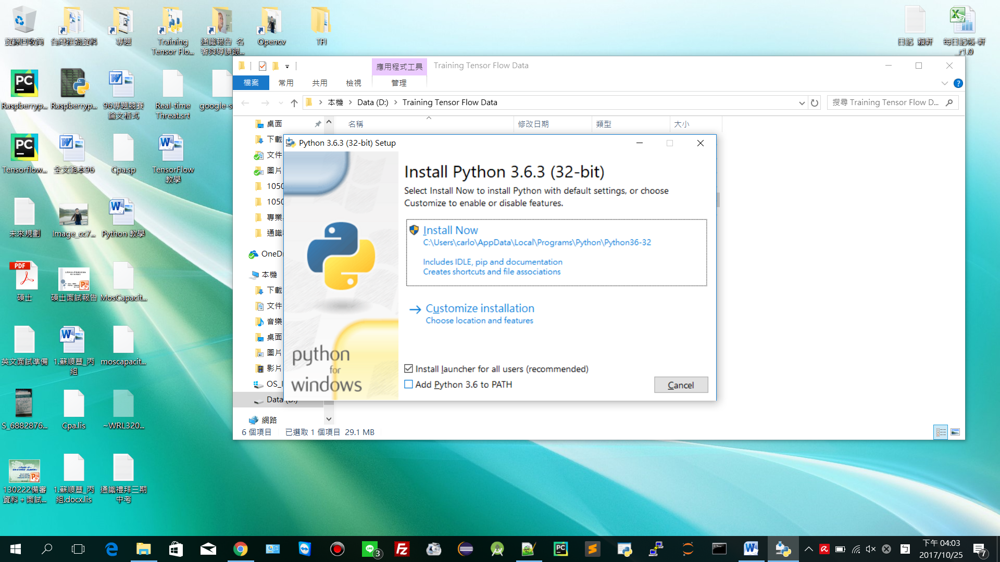 資源回收筒
台灣推甄資料
專題
Training
Tensor Flo...
通識報告_名
著與導讀跟...
Opencv
TFI
日記_賴軒
每日記帳-軒
_r1.0
Raspberryp...
Raspberryp...
96專題競賽
論文格式
Real-time
Threat.srt
google-s
Tensorflow...
全文範本96
Cpa.sp
TensorFlow
教學
未來規劃
Image_cc7...
Python 教學
碩士
碩士面試報告
MosCapacit...
英文面試準備
1.蘇順豐_丙
組
moscapacit...
S_6882876...
Cpa.lis
~WRL320...
130222備審
資料+面試...
1.蘇順豐_丙
組.docx.lis
通識禮拜三期
中考
應用程式工具
Training Tensor Flow Data
檔案
常用
共用
檢視
管理
本機 > Data (D:) > Training Tensor Flow Data
搜尋 Training Tensor Flow D...
名稱
修改日期
類型
大小
桌面
下載
文件
圖片
1050
1050
專業
通識
OneDr
本機
下載
文件
音樂
桌面
圖片
影片
OS_
Data (D:)
網路
6 個項目
已選取 1 個項目 29.1 MB
Python 3.6.3 (32-bit) Setup
Install Python 3.6.3 (32-bit)
Select Install Now to install Python with default settings, or choose
Customize to enable or disable features.
Install Now
C:\Users\carlo\AppData\Local\Programs\Python\Python36-32
Includes IDLE, pip and documentation
Creates shortcuts and file associations
Customize installation
Choose location and features
Install launcher for all users (recommended)
Add Python 3.6 to PATH
Cancel
python
for
windows
下午 04:03
2017/10/25
3
7